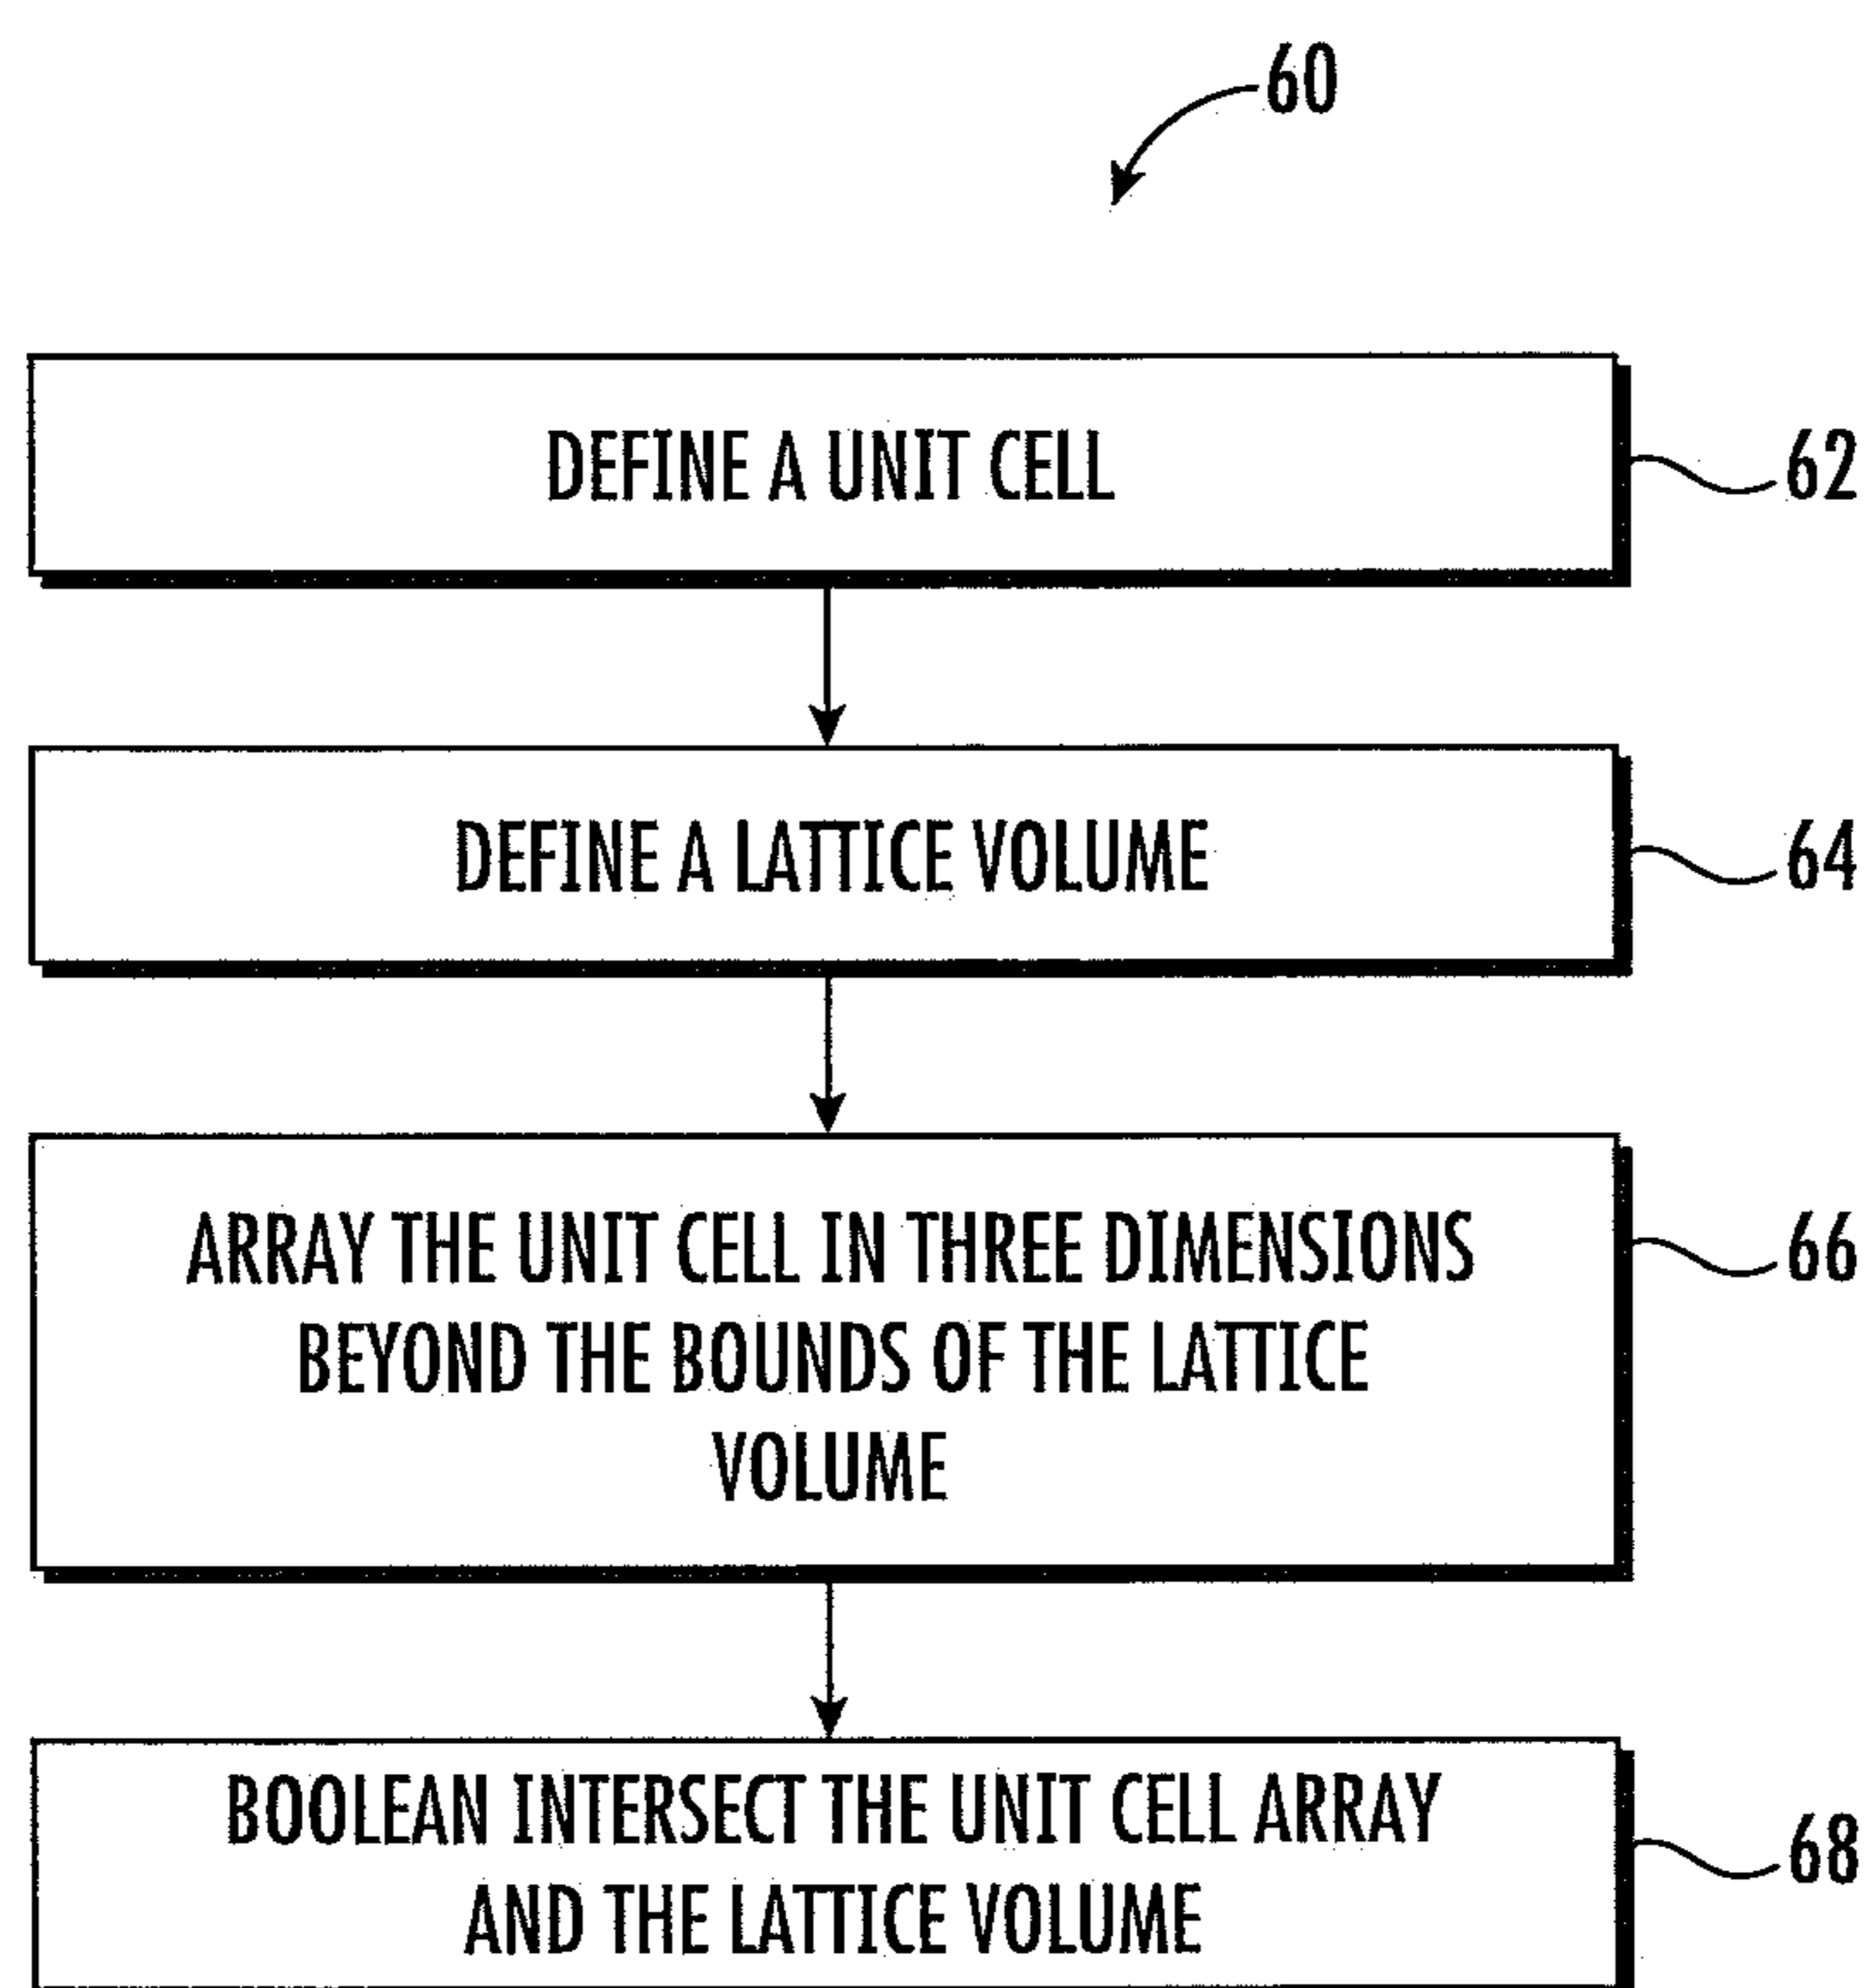 60
DEFINE A UNIT CELL
62
DEFINE A LATTICE VOLUME
64
ARRAY THE UNIT CELL IN THREE DIMENSIONS
66
BEYOND THE BOUNDS OF THE LATTICE
VOLUME
BOOLEAN INTERSECT THE UNIT CELL ARRAY
68
AND THE LATTICE VOLUME